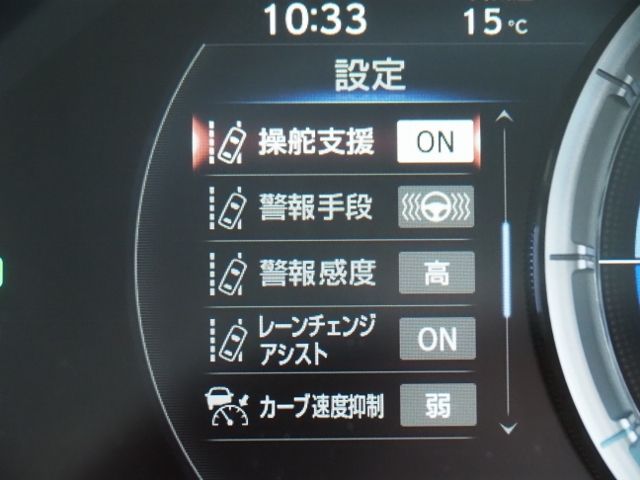 10:33
15℃
設定
操舵支援 ON
警報手段
警報感度 高
レーンチェンジ
アシスト ON
カーブ速度抑制 弱